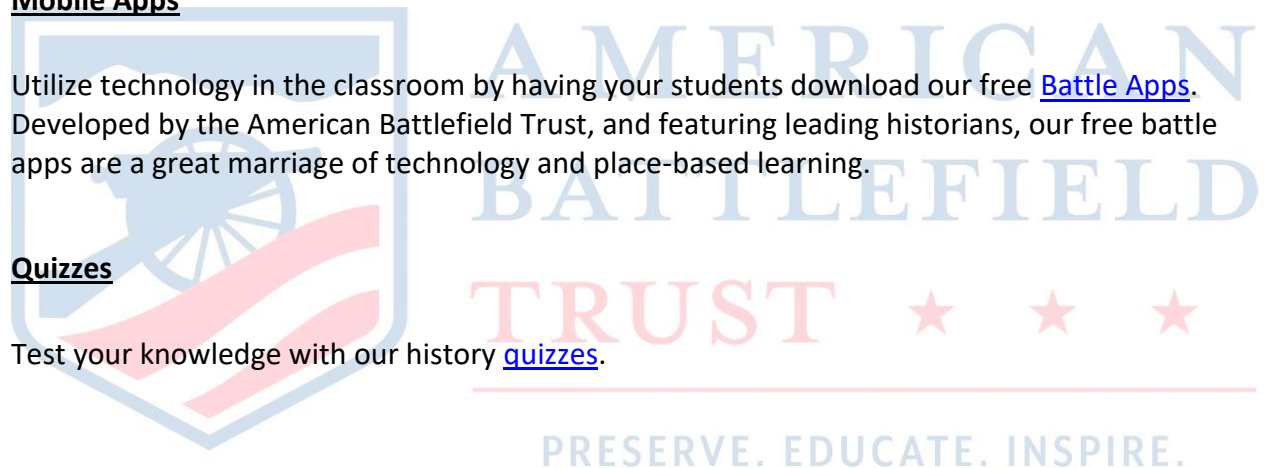 Mobile Apps
Utilize technology in the classroom by having your students download our free Battle Apps.
Developed by the American Battlefield Trust, and featuring leading historians, our free battle
apps are a great marriage of technology and place-based learning.
Quizzes
Test your knowledge with our history quizzes.
AMERICAN
BATTLEFIELD
TRUST
PRESERVE. EDUCATE. INSPIRE.